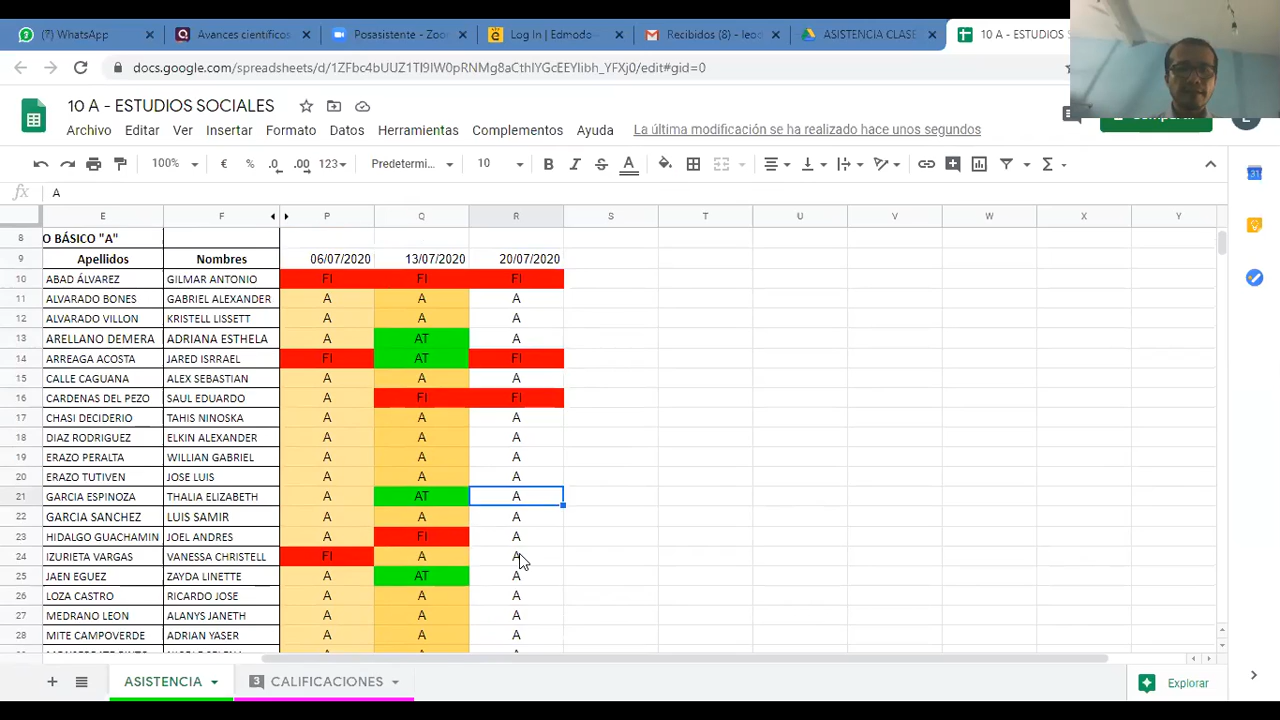 (7) WhatsApp × Avances científicos × Posasistente - Zoo × Log In | Edmodo × Recibidos (8) - leoc × ASISTENCIA CLASE × 10 A - ESTUDIOS S
docs.google.com/spreadsheets/d/1ZFbc4bUUZ1TI9IW0pRNMg8aCthlYGcEEYlibh_YFXj0/edit#gid=0
10 A - ESTUDIOS SOCIALES
Archivo Editar Ver Insertar Formato Datos Herramientas Complementos Ayuda La última modificación se ha realizado hace unos segundos
100% € % .0 .00 123 Predetermi... 10 B I S A
fx A
E F P Q R S T U V W X Y
8 O BÁSICO "A"
9 Apellidos Nombres 06/07/2020 13/07/2020 20/07/2020
10 ABAD ÁLVAREZ GILMAR ANTONIO FI FI FI
11 ALVARADO BONES GABRIEL ALEXANDER A A A
12 ALVARADO VILLON KRISTELL LISSETT A A A
13 ARELLANO DEMERA ADRIANA ESTHELA A AT A
14 ARREAGA ACOSTA JARED ISRRAEL FI AT FI
15 CALLE CAGUANA ALEX SEBASTIAN A A A
16 CARDENAS DEL PEZO SAUL EDUARDO A FI FI
17 CHASI DECIDERIO TAHIS NINOSKA A A A
18 DIAZ RODRIGUEZ ELKIN ALEXANDER A A A
19 ERAZO PERALTA WILLIAN GABRIEL A A A
20 ERAZO TUTIVEN JOSE LUIS A A A
21 GARCIA ESPINOZA THALIA ELIZABETH A AT A
22 GARCIA SANCHEZ LUIS SAMIR A A A
23 HIDALGO GUACHAMIN JOEL ANDRES A FI A
24 IZURIETA VARGAS VANESSA CHRISTELL FI A A
25 JAEN EGUEZ ZAYDA LINETTE A AT A
26 LOZA CASTRO RICARDO JOSE A A A
27 MEDRANO LEON ALANYS JANETH A A A
28 MITE CAMPOVERDE ADRIAN YASER A A A
+ ASISTENCIA 3 CALIFICACIONES Explorar